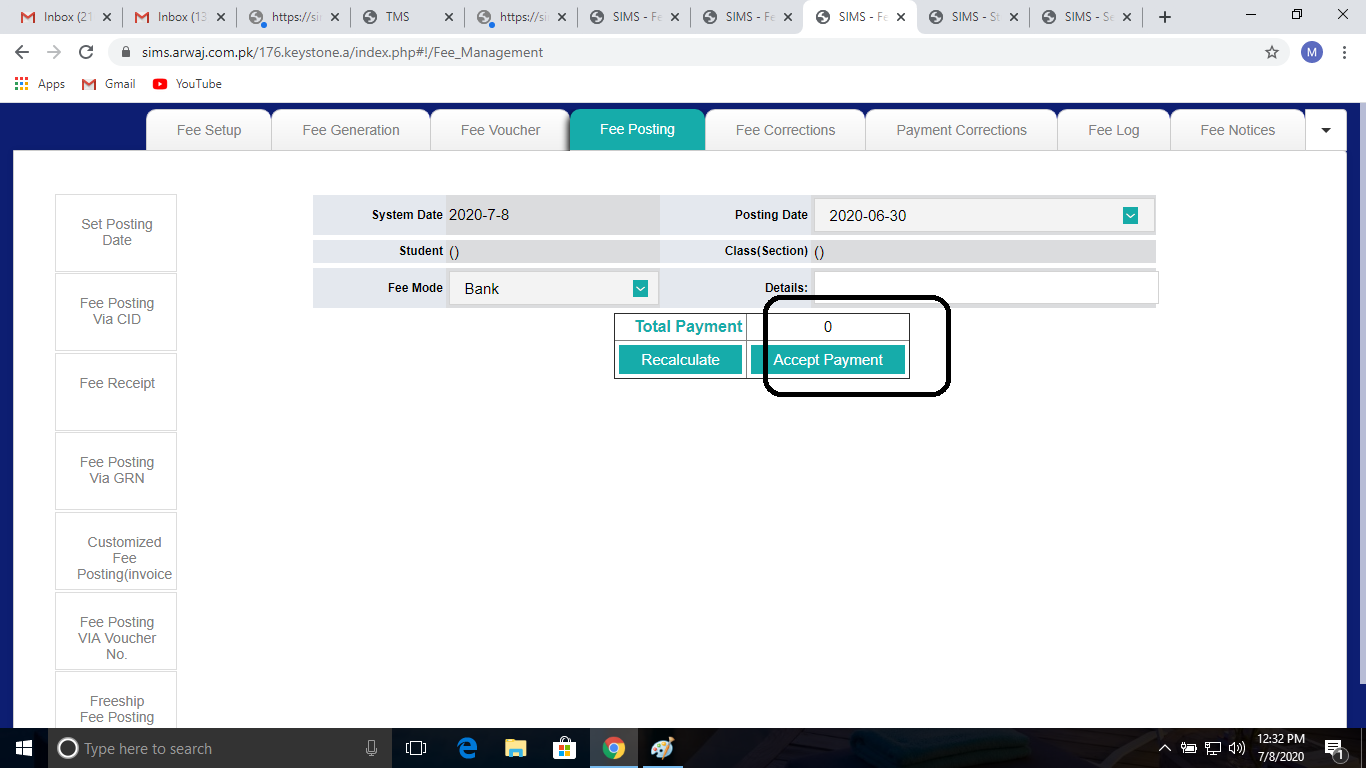 Inbox (21
Inbox (13
https://sin
TMS
https://sin
SIMS - Fe
SIMS - Fe
SIMS - Fe
SIMS - St
SIMS - Se
sims.arwaj.com.pk/176.keystone.a/index.php#!/Fee_Management
M
Apps
Gmail
YouTube
Fee Setup
Fee Generation
Fee Voucher
Fee Posting
Fee Corrections
Payment Corrections
Fee Log
Fee Notices
Set Posting
Date
Fee Posting
Via CID
Fee Receipt
Fee Posting
Via GRN
Customized
Fee
Posting(invoice
Fee Posting
VIA Voucher
No.
Freeship
Fee Posting
System Date 2020-7-8
Posting Date 2020-06-30
Student ()
Class(Section) ()
Fee Mode Bank
Details:
Total Payment 0
Recalculate Accept Payment
Type here to search
12:32 PM
7/8/2020
1